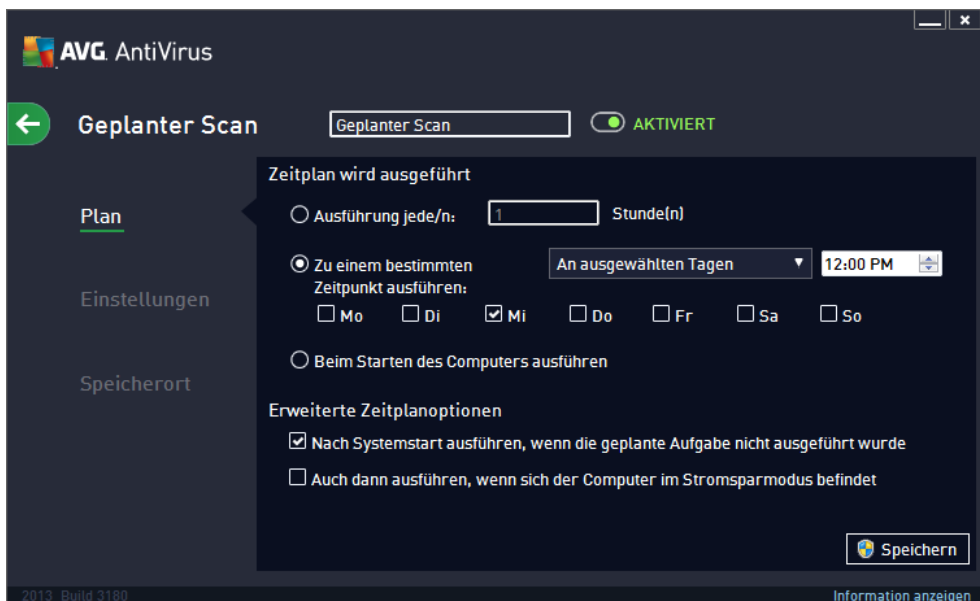 AVG. AntiVirus
Geplanter Scan
Geplanter Scan
AKTIVIERT
Plan
Einstellungen
Speicherort
Zeitplan wird ausgeführt
Ausführung jede/n: 1 Stunde(n)
Zu einem bestimmten
Zeitpunkt ausführen:
An ausgewählten Tagen
12:00 PM
Mo Di Mi Do Fr Sa So
Beim Starten des Computers ausführen
Erweiterte Zeitplanoptionen
Nach Systemstart ausführen, wenn die geplante Aufgabe nicht ausgeführt wurde
Auch dann ausführen, wenn sich der Computer im Stromsparmodus befindet
Speichern
2013 Build 3180
Information anzeigen